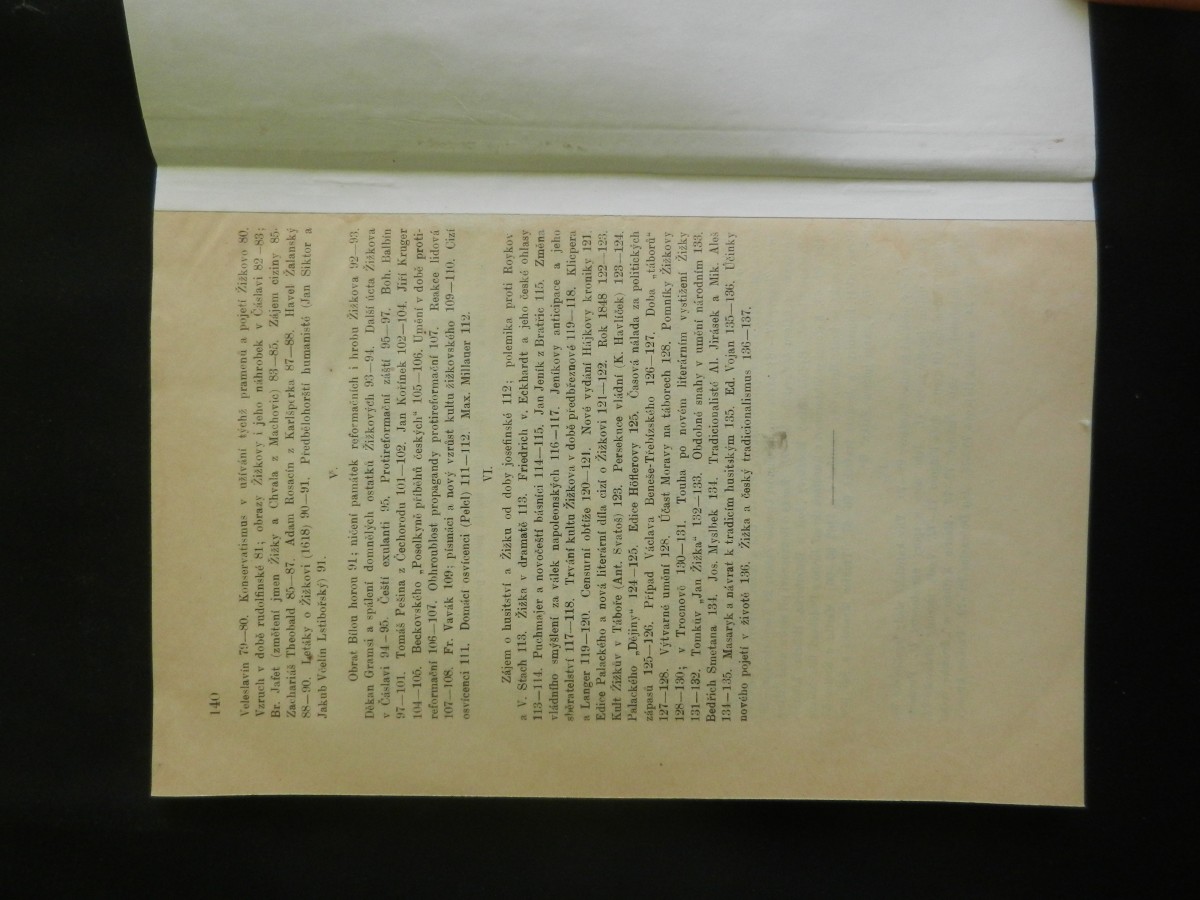 140
Veleslavín 79—80. Konservatismus v užívání týchž pramenů a pojetí Žižkovo 80.
Vzruch v době rudolfinské 81; obrazy Žižkovy i jeho náhrobek v Čáslavi 82—83;
Br. Jafet (zmatení jmen Žižky a Chvala z Machovic) 83—85. Zájem ciziny 85.
Zachariáš Theobald 85—87. Adam Rosacin z Karlsperka 87—88. Havel Žalanský
88—90. Letáky o Žižkovi (1618) 90—91. Předbělohorští humanisté (Jan Siktor a
Jakub Včelín Lstibořský) 91.
V.
Obrat Bílou horou 91; ničení památek reformačních i hrobu Žižkova 92—93.
Děkan Gramsi a spálení domnělých ostatků Žižkových 93—94. Další úcta Žižkova
v Čáslavi 94—95. Čeští exulanti 95. Protireformační záští 95—97. Boh. Balbín
97—101. Tomáš Pešina z Čechorodu 101—102. Jan Kořínek 102—104. Jiří Kruger
104—105. Beckovského „Poselkyně příběhů českých“ 105—106. Umění v době proti-
reformační 106—107. Obhroublost propagandy protireformační 107. Reakce lidová
107—108. Fr. Vavák 109; písmáci a nový vzrůst kultu žižkovského 109—110. Cizí
osvícenci 111. Domácí osvícenci (Pelcl) 111—112. Max. Millauer 112.
VI.
Zájem o husitství a Žižku od doby josefinské 112; polemika proti Roykovi
a V. Stach 113. Žižka v dramatě 113. Friedrich v. Eckhardt a jeho české ohlasy
113—114. Puchmajer a novočeští básníci 114—115. Jan Jeník z Bratřic 115. Změna
vládního smýšlení za válek napoleonských 116—117. Jeníkovy anticipace a jeho
sběratelství 117—118. Trvání kultu Žižkova v době předbřeznové 119—118. Klicpera
a Langer 119—120. Censurní obtíže 120—121. Nové vydání Hájkovy kroniky 121.
Edice Palackého a nová literární díla cizí o Žižkovi 121—122. Rok 1848 122—123.
Kult Žižkův v Táboře (Ant. Svatoš) 123. Persekuce vládní (K. Havlíček) 123—124.
Palackého „Dějiny“ 124—125. Edice Höflerovy 125. Časová nálada za politických
zápasů 125—126. Případ Václava Beneše-Třebízského 126—127. Doba „táborů“
127—128. Výtvarné umění 128. Účast Moravy na táborech 128. Pomníky Žižkovy
128—130; v Trocnově 130—131. Touha po novém literárním vystižení Žižky
131—132. Tomkův „Jan Žižka“ 132—133. Obdobné snahy v umění národním 133.
Bedřich Smetana 134. Jos. Myslbek 134. Tradicionalisté Al. Jirásek a Mik. Aleš
134—135. Masaryk a návrat k tradicím husitským 135. Ed. Vojan 135—136. Účinky
nového pojetí v životě 136. Žižka a český tradicionalismus 136—137.